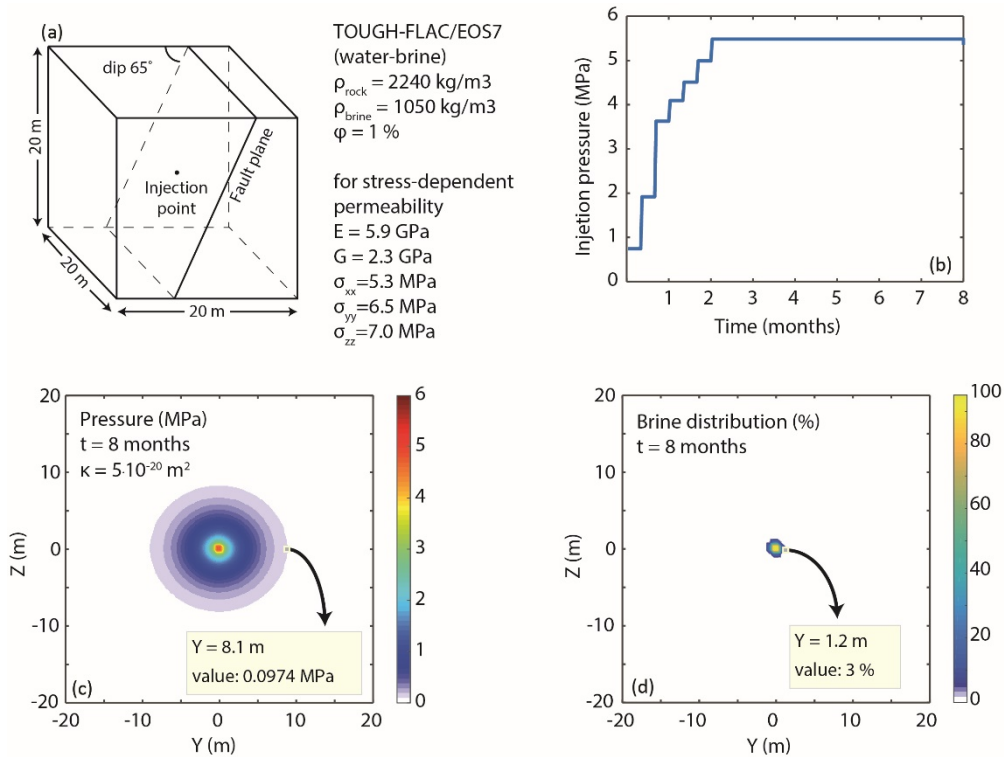 (a)
dip 65°
20 m
Injection
point
Fault plane
20 m
20 m
TOUGH-FLAC/EOS7
(water-brine)
ρrock = 2240 kg/m3
ρbrine = 1050 kg/m3
φ = 1 %
for stress-dependent
permeability
E = 5.9 GPa
G = 2.3 GPa
σxx=5.3 MPa
σyy=6.5 MPa
σzz=7.0 MPa
6
5
4
3
2
1
0
Injetion pressure (MPa)
(b)
1 2 3 4 5 6 7 8
Time (months)
20
10
0
-10
-20
Z (m)
Pressure (MPa)
t = 8 months
κ = 5·10⁻²⁰ m²
Y = 8.1 m
value: 0.0974 MPa
(c)
-20 -10 0 10 20
Y (m)
6
5
4
3
2
1
0
20
10
0
-10
-20
Z (m)
Brine distribution (%)
t = 8 months
Y = 1.2 m
value: 3 %
(d)
-20 -10 0 10 20
Y (m)
100
80
60
40
20
0